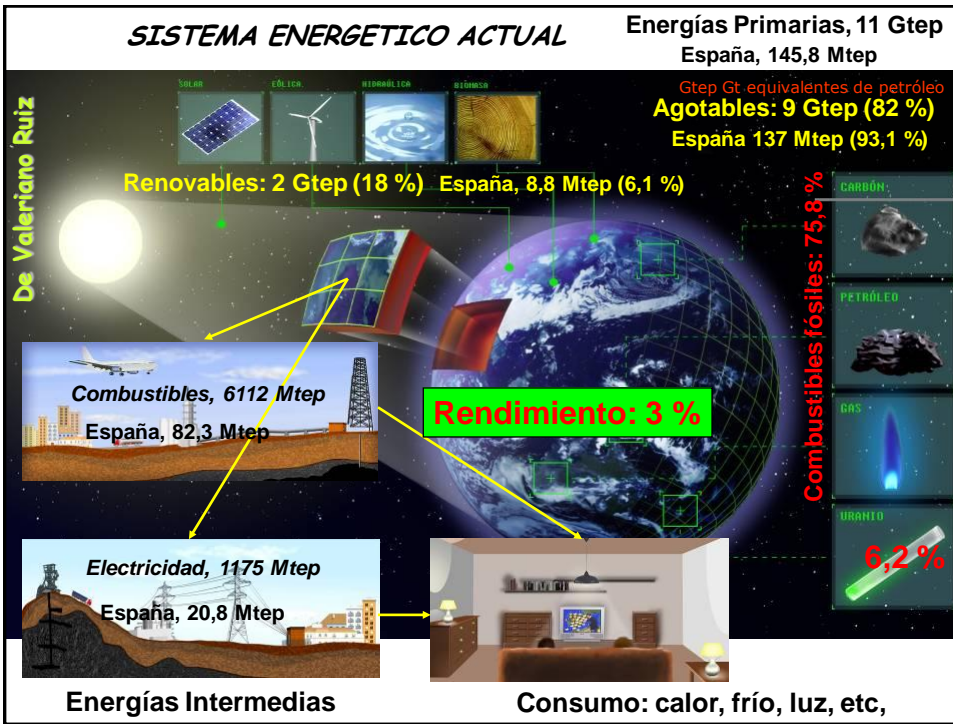 SISTEMA ENERGETICO ACTUAL
Energías Primarias, 11 Gtep
España, 145,8 Mtep
De Valeriano Ruiz
SOLAR
EÓLICA
HIDRAÚLICA
BIOMASA
Gtep Gt equivalentes de petróleo
Agotables: 9 Gtep (82 %)
España 137 Mtep (93,1 %)
Renovables: 2 Gtep (18 %)
España, 8,8 Mtep (6,1 %)
Combustibles fósiles: 75,8 %
CARBÓN
PETRÓLEO
GAS
URANIO
6,2 %
Combustibles, 6112 Mtep
España, 82,3 Mtep
Rendimiento: 3 %
Electricidad, 1175 Mtep
España, 20,8 Mtep
Energías Intermedias
Consumo: calor, frío, luz, etc,